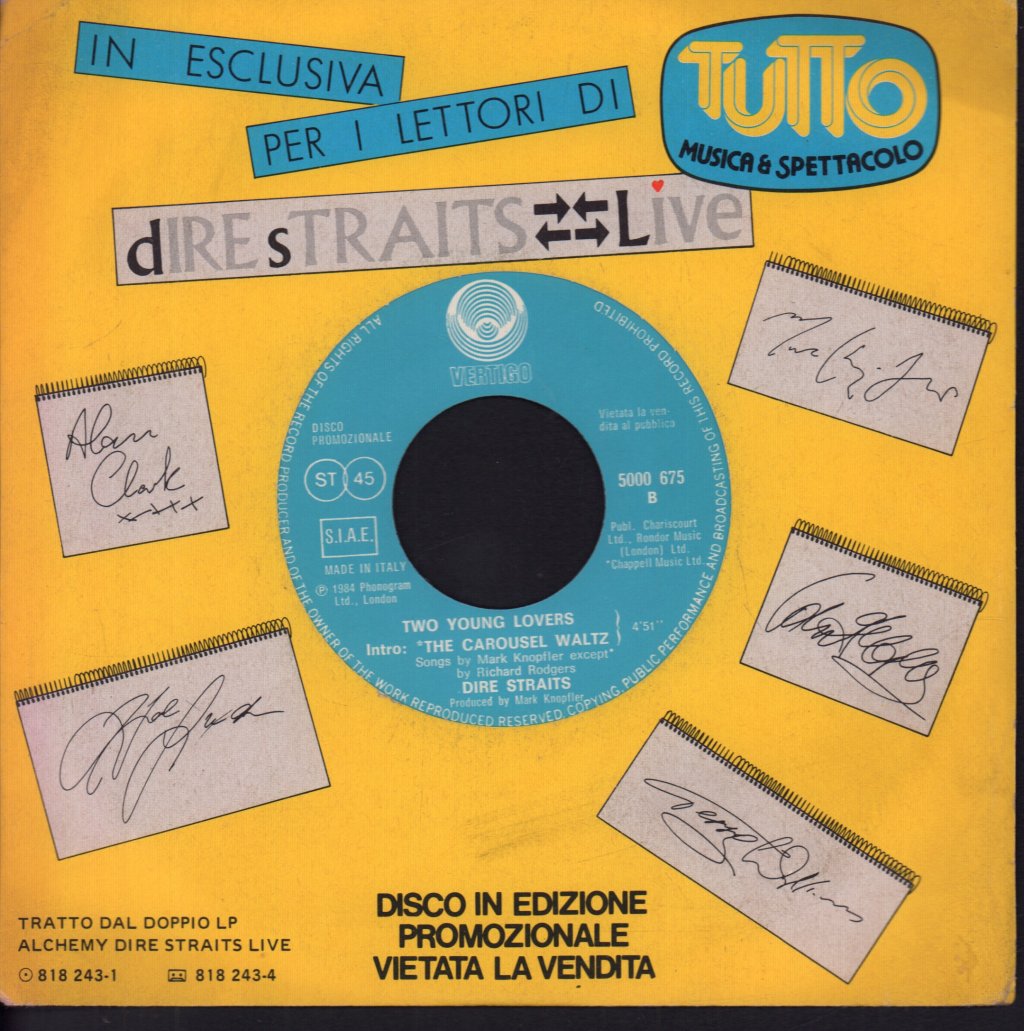 IN ESCLUSIVA
PER I LETTORI DI
TUTTO
MUSICA & SPETTACOLO
dIRE sTRAITS Live
VERTIGO
ALL RIGHTS OF THE RECORD PRODUCER AND OF THE OWNER OF THE WORK REPRODUCED RESERVED. COPYING, PUBLIC PERFORMANCE AND BROADCASTING OF THIS RECORD PROHIBITED
DISCO
PROMOZIONALE
Vietata la ven-
dita al pubblico
ST 45
5000 675
B
S.I.A.E.
MADE IN ITALY
Ⓟ 1984 Phonogram
Ltd., London
Publ. Chariscourt
Ltd., Rondor Music
(London) Ltd.
*Chappell Music Ltd.
TWO YOUNG LOVERS
Intro: *THE CAROUSEL WALTZ
4'51''
Songs by Mark Knopfler except*
by Richard Rodgers
DIRE STRAITS
Produced by Mark Knopfler
Alan
Clark
xxxx
TRATTO DAL DOPPIO LP
ALCHEMY DIRE STRAITS LIVE
818 243-1 818 243-4
DISCO IN EDIZIONE
PROMOZIONALE
VIETATA LA VENDITA